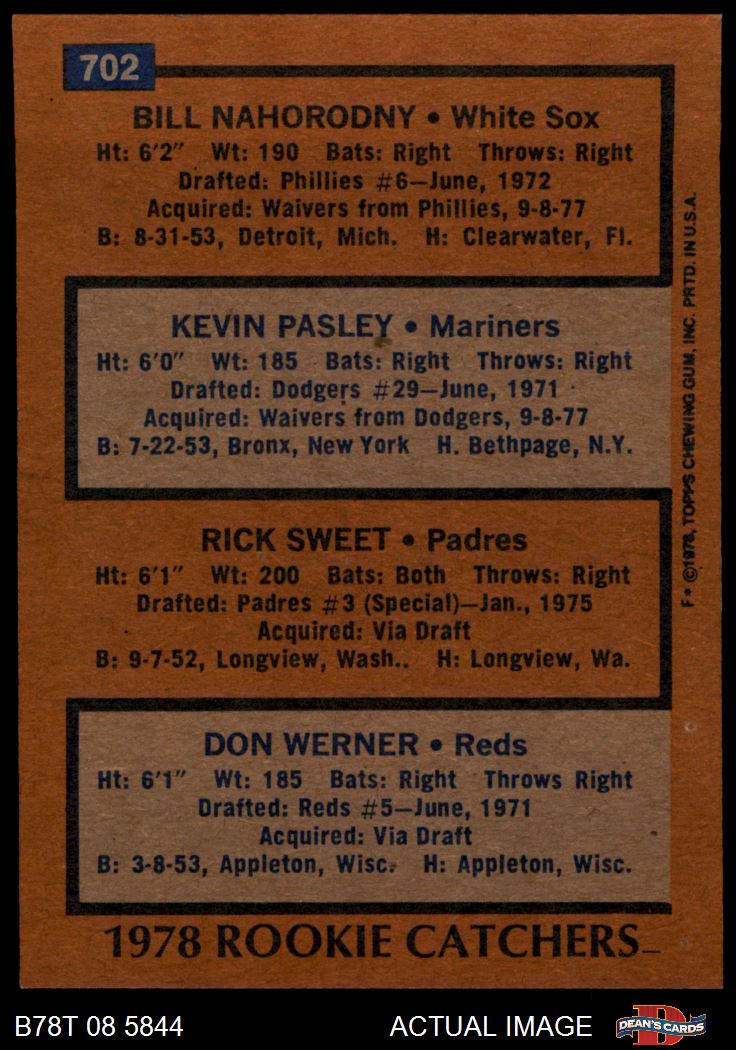 702
BILL NAHORODNY • White Sox
Ht: 6'2" Wt: 190 Bats: Right Throws: Right
Drafted: Phillies #6—June, 1972
Acquired: Waivers from Phillies, 9-8-77
B: 8-31-53, Detroit, Mich. H: Clearwater, Fl.
KEVIN PASLEY • Mariners
Ht: 6'0" Wt: 185 Bats: Right Throws: Right
Drafted: Dodgers #29—June, 1971
Acquired: Waivers from Dodgers, 9-8-77
B: 7-22-53, Bronx, New York H. Bethpage, N.Y.
RICK SWEET • Padres
Ht: 6'1" Wt: 200 Bats: Both Throws: Right
Drafted: Padres #3 (Special)—Jan., 1975
Acquired: Via Draft
B: 9-7-52, Longview, Wash.. H: Longview, Wa.
DON WERNER • Reds
Ht: 6'1" Wt: 185 Bats: Right Throws Right
Drafted: Reds #5—June, 1971
Acquired: Via Draft
B: 3-8-53, Appleton, Wisc. H: Appleton, Wisc.
1978 ROOKIE CATCHERS
F• ©1978, TOPPS CHEWING GUM, INC. PRTD. IN U.S.A.
B78T 08 5844 ACTUAL IMAGE
D
DEAN'S CARDS